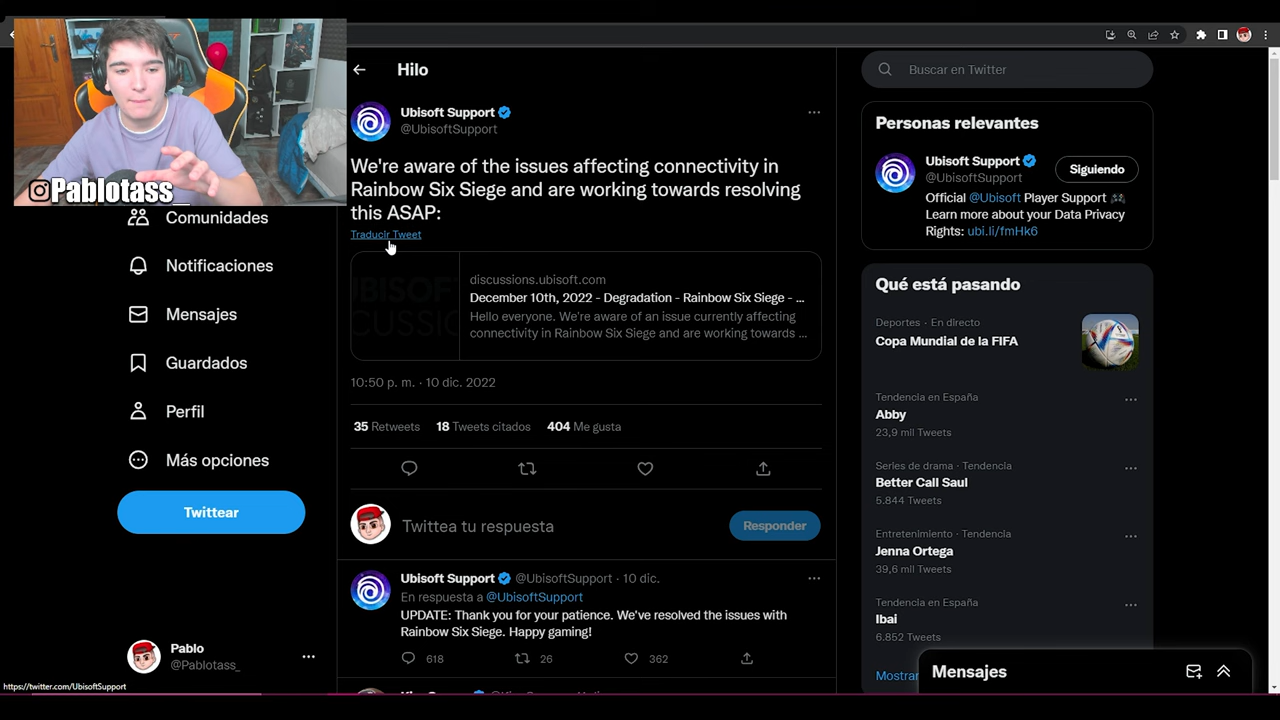 Pablotass_
Comunidades
Notificaciones
Mensajes
Guardados
Perfil
Más opciones
Twittear
Pablo
@Pablotass_
https://twitter.com/UbisoftSupport
Hilo
Ubisoft Support
@UbisoftSupport
We're aware of the issues affecting connectivity in
Rainbow Six Siege and are working towards resolving
this ASAP:
Traducir Tweet
discussions.ubisoft.com
December 10th, 2022 - Degradation - Rainbow Six Siege - ...
Hello everyone. We're aware of an issue currently affecting
connectivity in Rainbow Six Siege and are working towards ...
10:50 p. m. · 10 dic. 2022
35 Retweets 18 Tweets citados 404 Me gusta
Twittea tu respuesta
Responder
Ubisoft Support @UbisoftSupport · 10 dic.
En respuesta a @UbisoftSupport
UPDATE: Thank you for your patience. We've resolved the issues with
Rainbow Six Siege. Happy gaming!
618 26 362
Buscar en Twitter
Personas relevantes
Ubisoft Support
@UbisoftSupport
Siguiendo
Official @Ubisoft Player Support
Learn more about your Data Privacy
Rights: ubi.li/fmHk6
Qué está pasando
Deportes · En directo
Copa Mundial de la FIFA
Tendencia en España
Abby
23,9 mil Tweets
Series de drama · Tendencia
Better Call Saul
5.844 Tweets
Entretenimiento · Tendencia
Jenna Ortega
39,6 mil Tweets
Tendencia en España
Ibai
6.852 Tweets
Mostrar
Mensajes